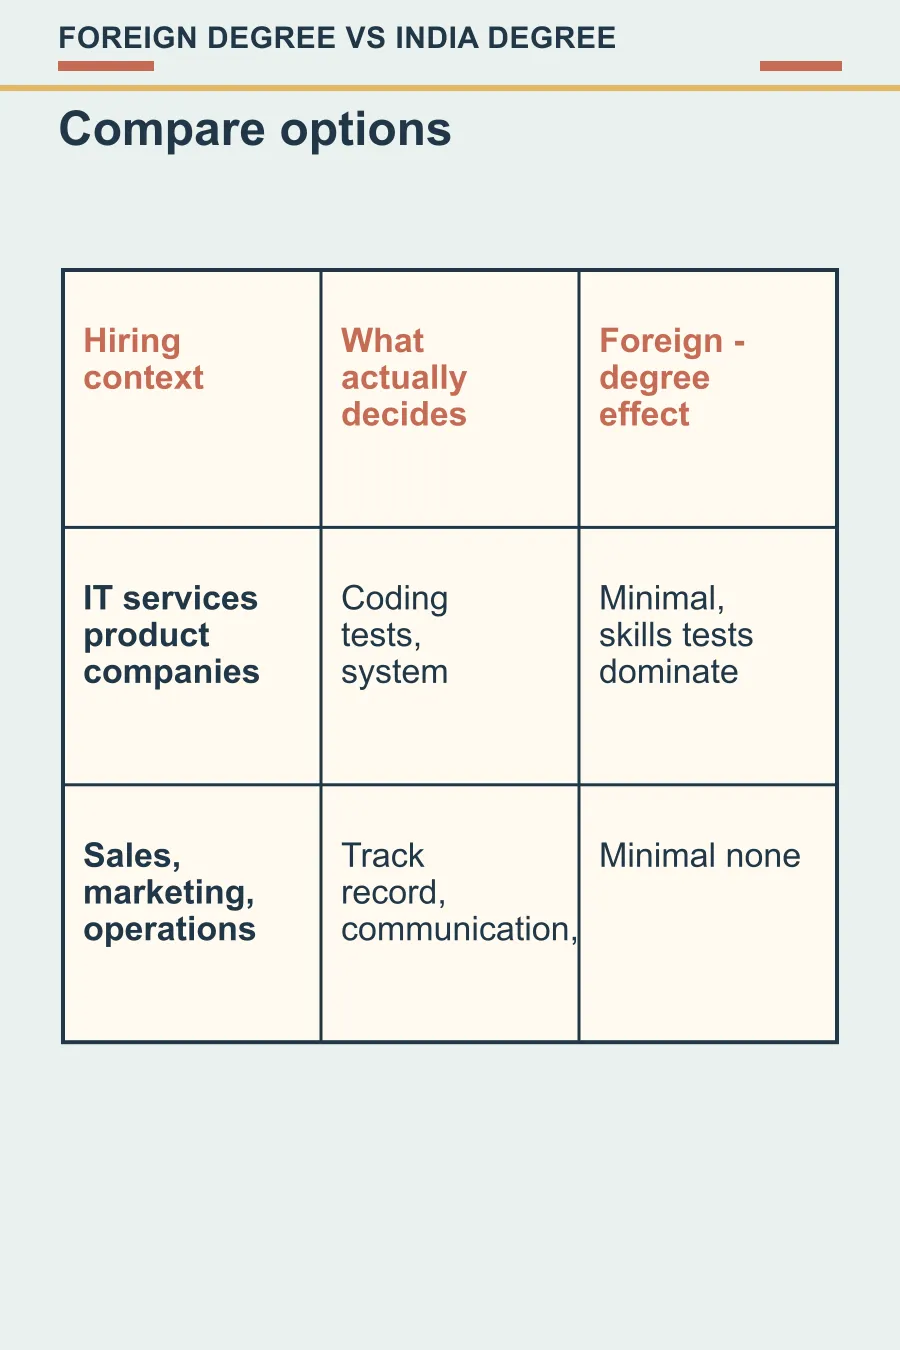 FOREIGN DEGREE VS INDIA DEGREE
Compare options
Hiring
context
What
actually
decides
Foreign -
degree
effect
IT services
product
companies
Coding
tests,
system
Minimal,
skills tests
dominate
Sales,
marketing,
operations
Track
record,
communication,
Minimal none